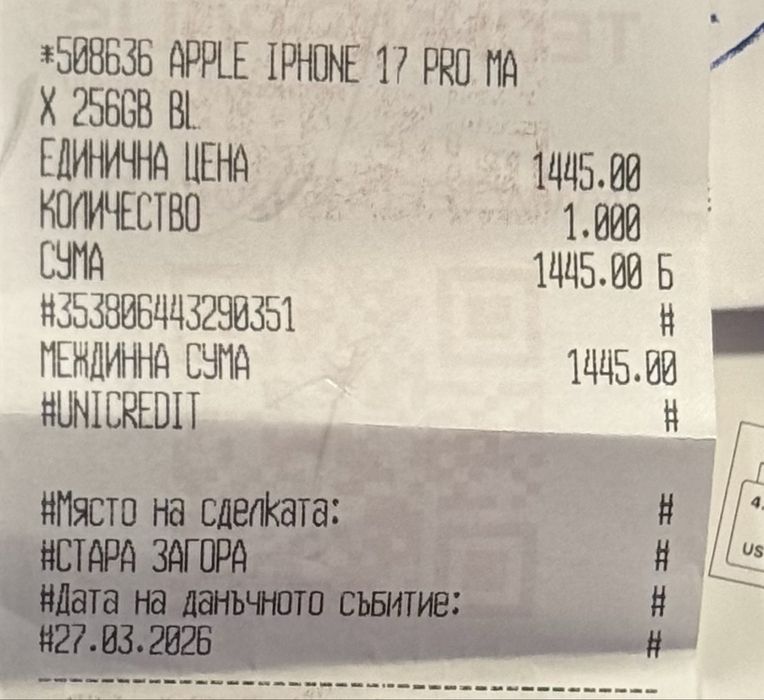 *508636 APPLE IPHONE 17 PRO MA
X 256GB BL
ЕДИНИЧНА ЦЕНА 1445.00
КОЛИЧЕСТВО 1.000
СУМА 1445.00 Б
#353806443290351 #
МЕЖДИННА СУМА 1445.00
#UNICREDIT #
#Място на сделката: #
#СТАРА ЗАГОРА #
#Дата на данъчното събитие: #
#27.03.2026 #